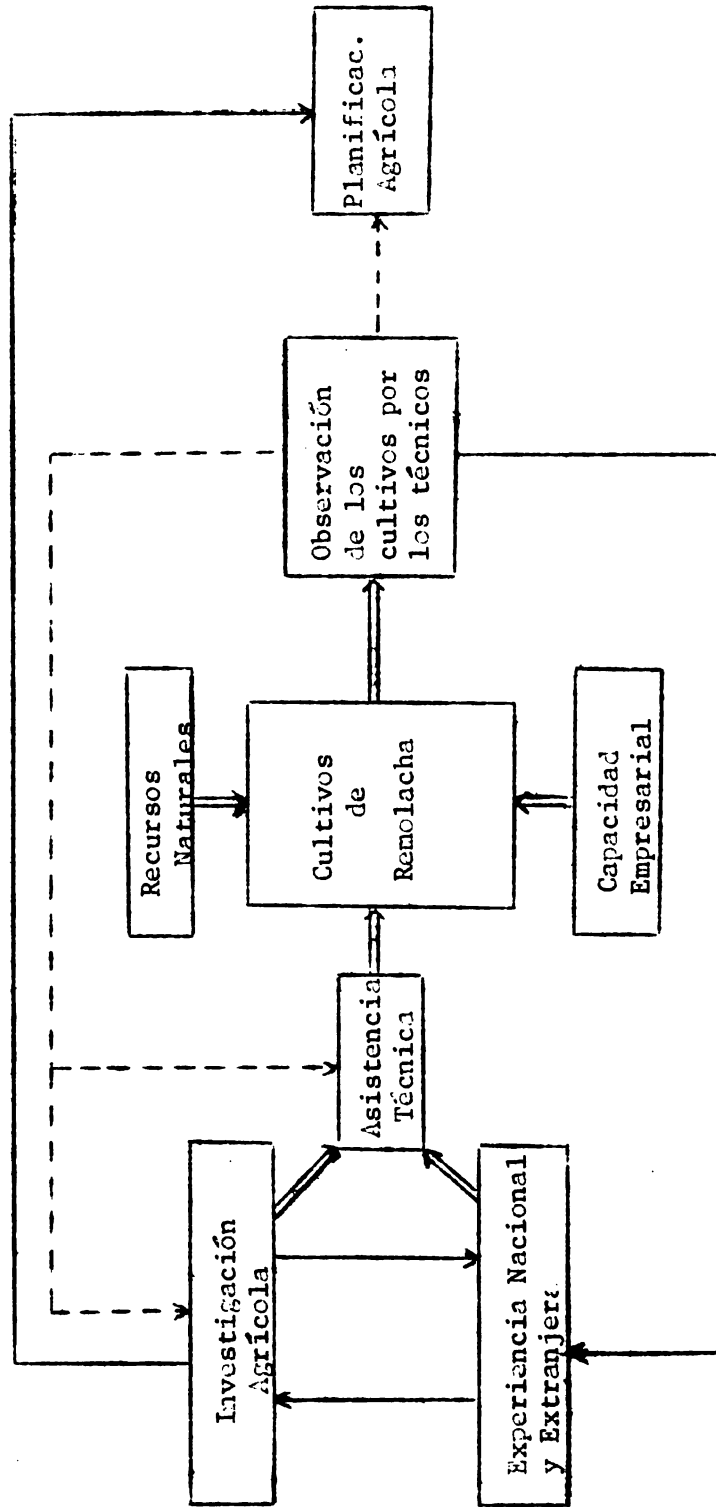 Investigación
Agrícola
Experiencia Nacional
y Extranjera
Asistencia
Técnica
Recursos
Naturales
Cultivos
de
Remolacha
Capacidad
Empresarial
Observación
de los
cultivos por
los técnicos
Planificac.
Agrícola